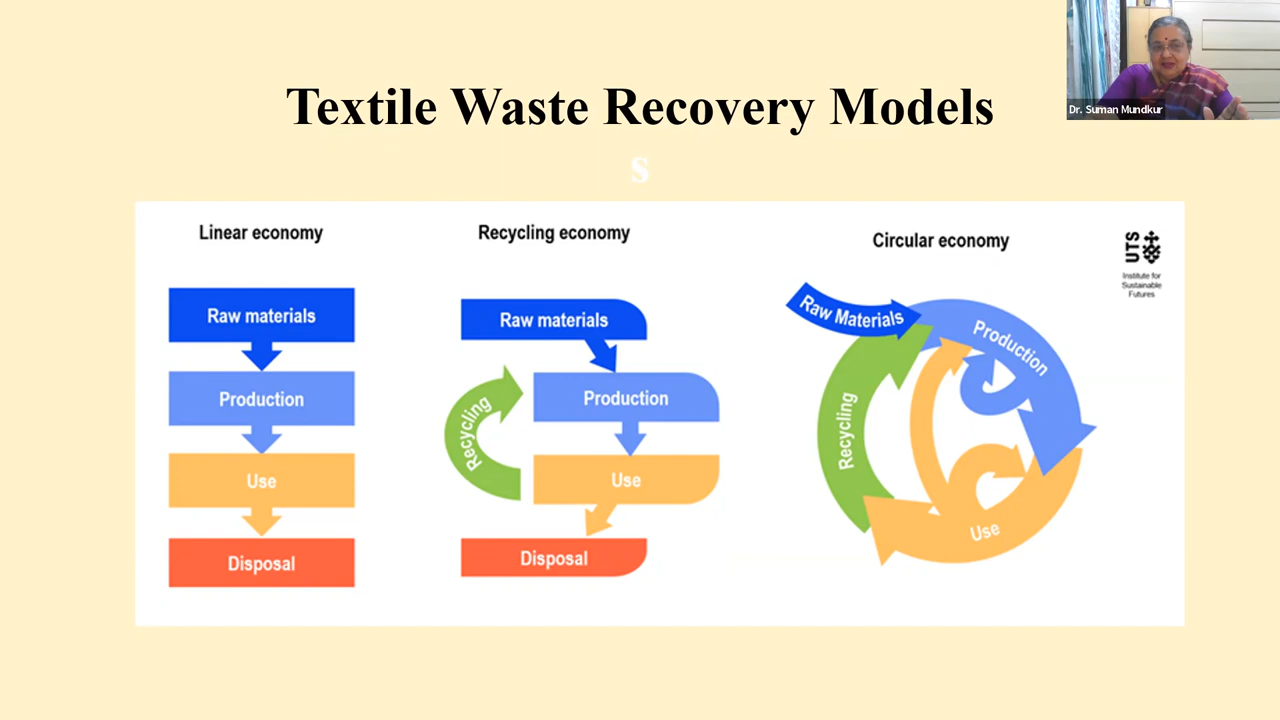 Dr. Suman Mundkur
Textile Waste Recovery Models
s
Linear economy
Raw materials
Production
Use
Disposal
Recycling economy
Raw materials
Production
Recycling
Use
Disposal
Circular economy
Raw Materials
Production
Recycling
Use
UTS
Institute for
Sustainable
Futures